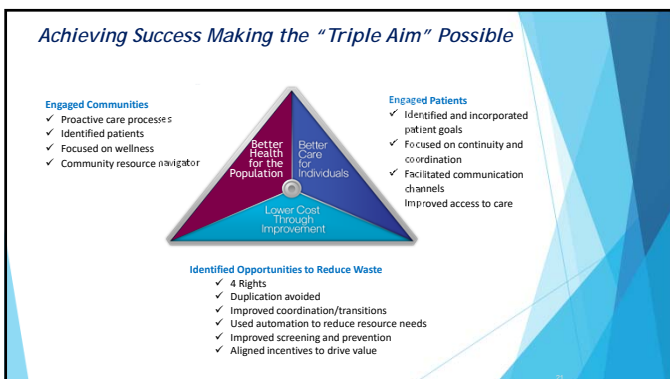 Achieving Success Making the “Triple Aim” Possible
Engaged Communities
✓ Proactive care processes
✓ Identified patients
✓ Focused on wellness
✓ Community resource navigator
Better
Health
for the
Population
Better
Care
for
Individuals
Lower Cost
Through
Improvement
Engaged Patients
✓ Identified and incorporated
patient goals
✓ Focused on continuity and
coordination
✓ Facilitated communication
channels
Improved access to care
Identified Opportunities to Reduce Waste
✓ 4 Rights
✓ Duplication avoided
✓ Improved coordination/transitions
✓ Used automation to reduce resource needs
✓ Improved screening and prevention
✓ Aligned incentives to drive value